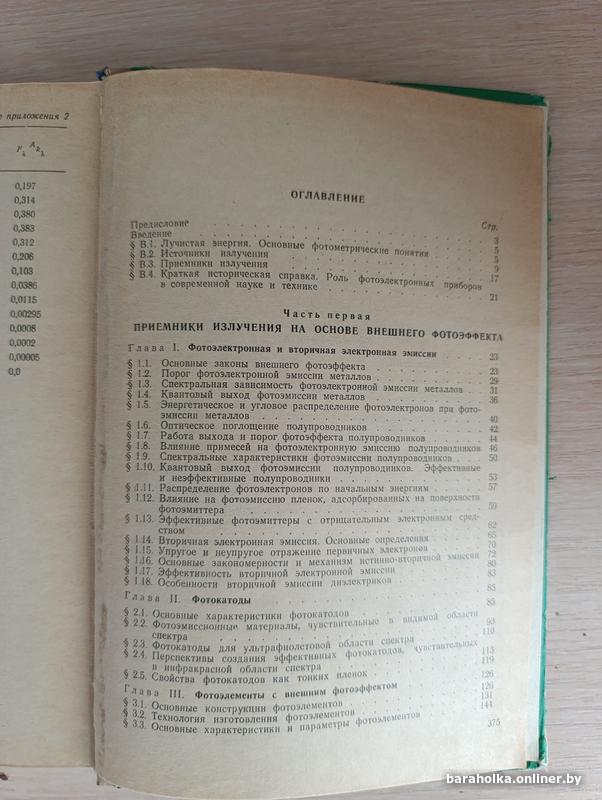 е приложения 2
F λ A k λ
0,197
0,314
0,380
0,383
0,312
0,206
0,103
0,0386
0,0115
0,00295
0,0008
0,0002
0,00005
0,0
ОГЛАВЛЕНИЕ
Стр.
Предисловие 3
Введение 5
§ В.1. Лучистая энергия. Основные фотометрические понятия 5
§ В.2. Источники излучения 9
§ В.3. Приемники излучения 17
§ В.4. Краткая историческая справка. Роль фотоэлектронных приборов
в современной науке и технике 21
Часть первая
ПРИЕМНИКИ ИЗЛУЧЕНИЯ НА ОСНОВЕ ВНЕШНЕГО ФОТОЭФФЕКТА
Глава I. Фотоэлектронная и вторичная электронная эмиссии 23
§ 1.1. Основные законы внешнего фотоэффекта 23
§ 1.2. Порог фотоэлектронной эмиссии металлов 29
§ 1.3. Спектральная зависимость фотоэлектронной эмиссии металлов 31
§ 1.4. Квантовый выход фотоэмиссии металлов 36
§ 1.5. Энергетическое и угловое распределение фотоэлектронов при фото-
эмиссии металлов 40
§ 1.6. Оптическое поглощение полупроводников 42
§ 1.7. Работа выхода и порог фотоэффекта полупроводников 44
§ 1.8. Влияние примесей на фотоэлектронную эмиссию полупроводников 46
§ 1.9. Спектральные характеристики фотоэмиссии полупроводников 50
§ 1.10. Квантовый выход фотоэмиссии полупроводников. Эффективные
и неэффективные полупроводники 53
§ 1.11. Распределение фотоэлектронов по начальным энергиям 57
§ 1.12. Влияние на фотоэмиссию пленок, адсорбированных на поверхности
фотоэмиттера 59
§ 1.13. Эффективные фотоэмиттеры с отрицательным электронным срод-
ством 62
§ 1.14. Вторичная электронная эмиссия. Основные определения 65
§ 1.15. Упругое и неупругое отражение первичных электронов 70
§ 1.16. Основные закономерности и механизм истинно-вторичной эмиссии 72
§ 1.17. Эффективность вторичной электронной эмиссии 80
§ 1.18. Особенности вторичной эмиссии диэлектриков 83
Глава II. Фотокатоды 85
§ 2.1. Основные характеристики фотокатодов 85
§ 2.2. Фотоэмиссионные материалы, чувствительные в видимой области
спектра 93
§ 2.3. Фотокатоды для ультрафиолетовой области спектра 110
§ 2.4. Перспективы создания эффективных фотокатодов, чувствительных
в инфракрасной области спектра 113
§ 2.5. Свойства фотокатодов как тонких пленок 119
Глава III. Фотоэлементы с внешним фотоэффектом 126
§ 3.1. Основные конструкции фотоэлементов 126
§ 3.2. Технология изготовления фотоэлементов 131
§ 3.3. Основные характеристики и параметры фотоэлементов 144
375
baraholka.onliner.by